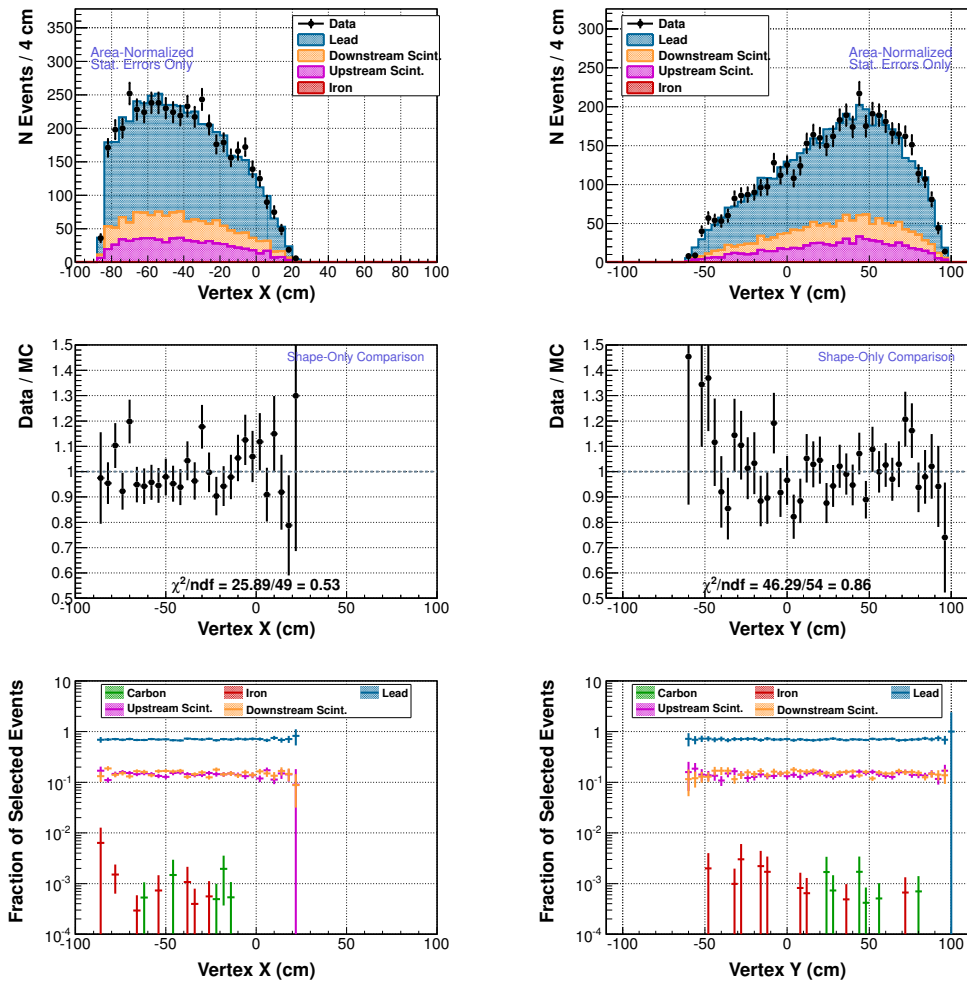 N Events / 4 cm
350
300
250
200
150
100
50
0
Area-Normalized
Stat. Errors Only
Data
Lead
Downstream Scint.
Upstream Scint.
Iron
-100 -80 -60 -40 -20 0 20 40 60 80 100
Vertex X (cm)
N Events / 4 cm
300
250
200
150
100
50
0
Data
Lead
Downstream Scint.
Upstream Scint.
Iron
Area-Normalized
Stat. Errors Only
-100 -50 0 50 100
Vertex Y (cm)
Data / MC
1.5
1.4
1.3
1.2
1.1
1
0.9
0.8
0.7
0.6
0.5
Shape-Only Comparison
χ²/ndf = 25.89/49 = 0.53
-100 -50 0 50 100
Vertex X (cm)
Data / MC
1.5
1.4
1.3
1.2
1.1
1
0.9
0.8
0.7
0.6
0.5
Shape-Only Comparison
χ²/ndf = 46.29/54 = 0.86
-100 -50 0 50 100
Vertex Y (cm)
Fraction of Selected Events
10
1
10⁻¹
10⁻²
10⁻³
10⁻⁴
Carbon Iron Lead
Upstream Scint. Downstream Scint.
-100 -50 0 50 100
Vertex X (cm)
Fraction of Selected Events
10
1
10⁻¹
10⁻²
10⁻³
10⁻⁴
Carbon Iron Lead
Upstream Scint. Downstream Scint.
-100 -50 0 50 100
Vertex Y (cm)